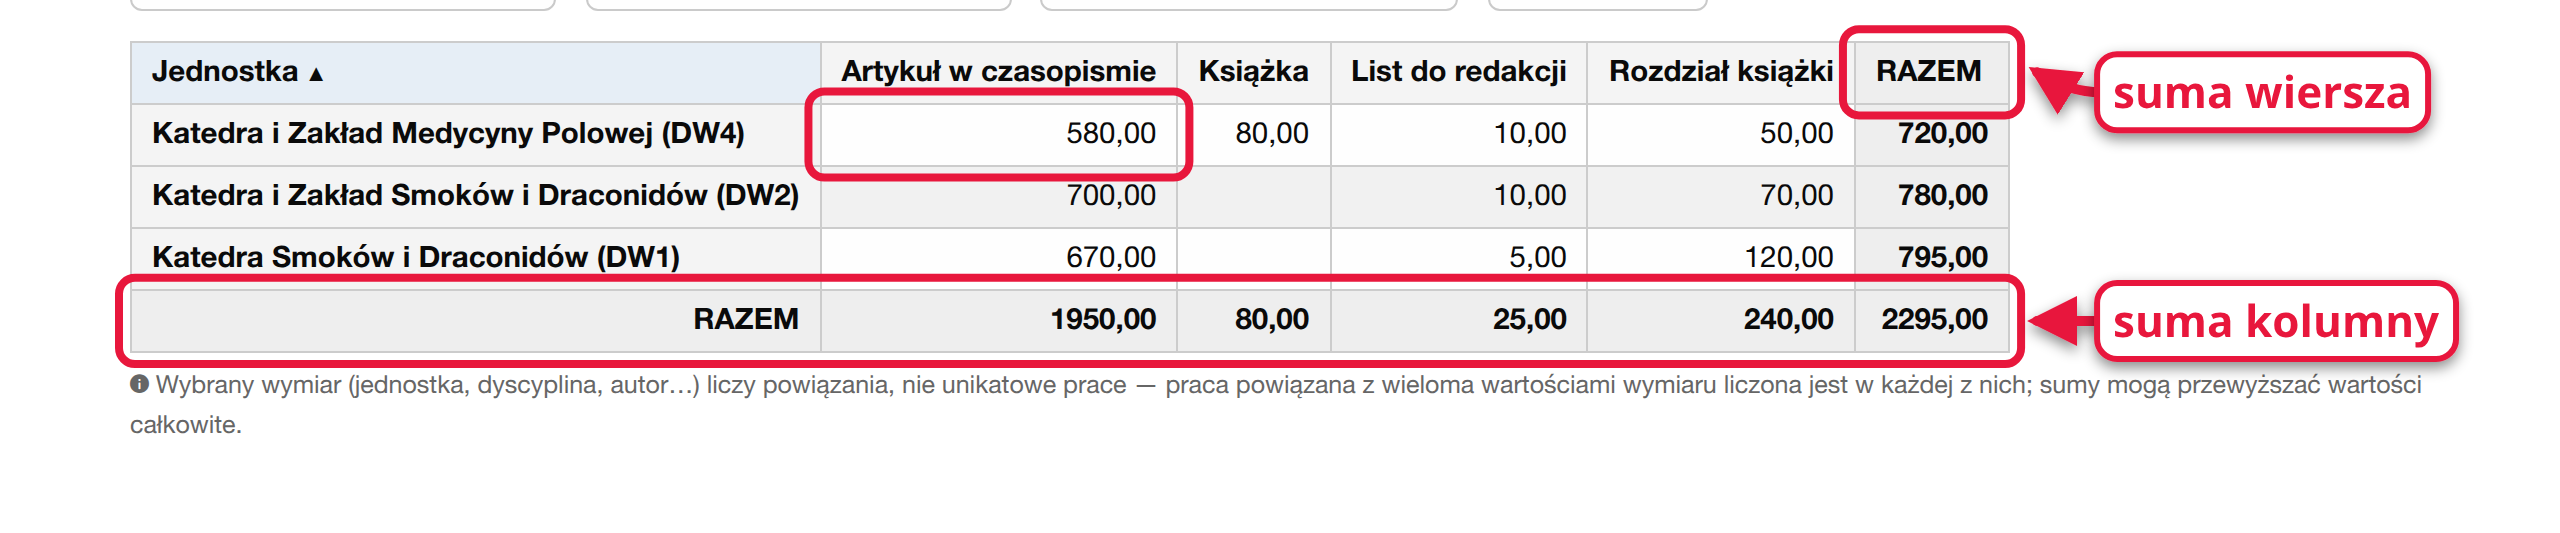 Jednostka ▲ Artykuł w czasopismie Książka List do redakcji Rozdział książki RAZEM
suma wiersza
Katedra i Zakład Medycyny Polowej (DW4) 580,00 80,00 10,00 50,00 720,00
Katedra i Zakład Smoków i Draconidów (DW2) 700,00 10,00 70,00 780,00
Katedra Smoków i Draconidów (DW1) 670,00 5,00 120,00 795,00
RAZEM 1950,00 80,00 25,00 240,00 2295,00
suma kolumny
Wybrany wymiar (jednostka, dyscyplina, autor…) liczy powiązania, nie unikatowe prace — praca powiązana z wieloma wartościami wymiaru liczona jest w każdej z nich; sumy mogą przewyższać wartości
całkowite.